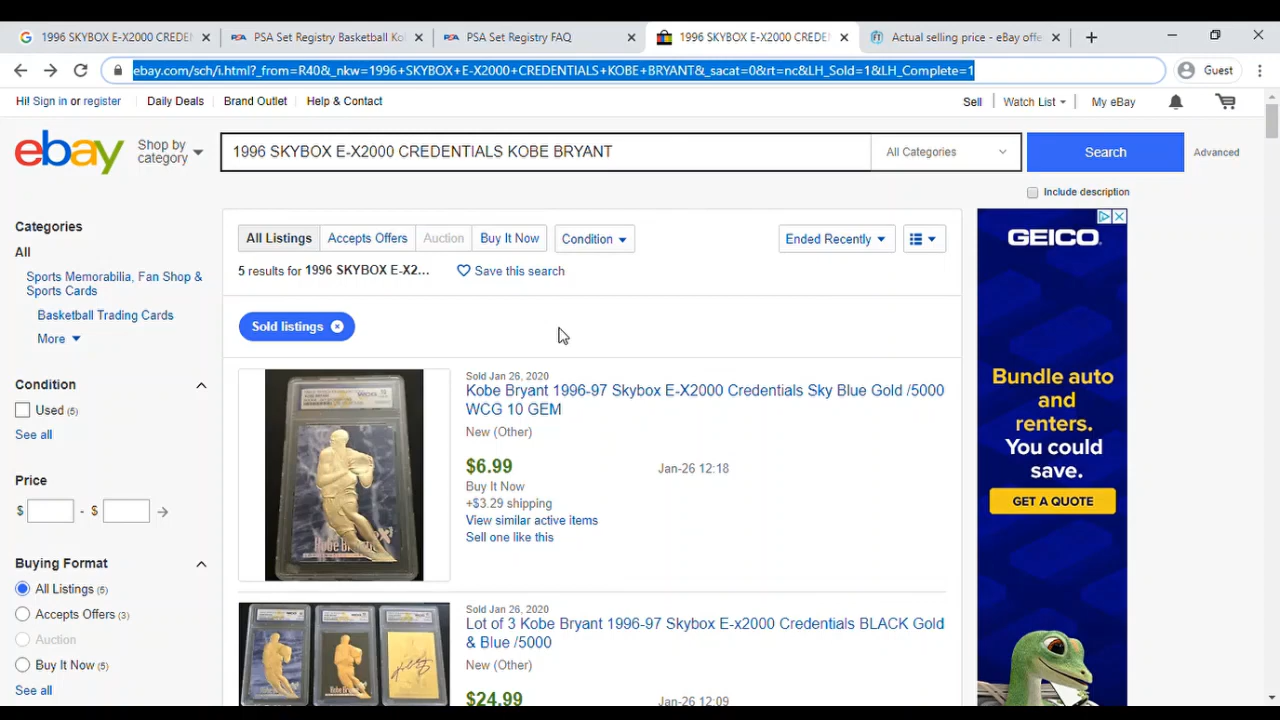 1996 SKYBOX E-X2000 CREDEN
PSA Set Registry Basketball Ko
PSA Set Registry FAQ
1996 SKYBOX E-X2000 CREDEN
Actual selling price - eBay offe
ebay.com/sch/i.html?_from=R40&_nkw=1996+SKYBOX+E-X2000+CREDENTIALS+KOBE+BRYANT&_sacat=0&rt=nc&LH_Sold=1&LH_Complete=1
Guest
Hi! Sign in or register
Daily Deals
Brand Outlet
Help & Contact
Sell
Watch List
My eBay
ebay
Shop by
category
1996 SKYBOX E-X2000 CREDENTIALS KOBE BRYANT
All Categories
Search
Advanced
Include description
Categories
All
Sports Memorabilia, Fan Shop &
Sports Cards
Basketball Trading Cards
More
Condition
Used (5)
See all
Price
$ - $
Buying Format
All Listings (5)
Accepts Offers (3)
Auction
Buy It Now (5)
See all
All Listings
Accepts Offers
Auction
Buy It Now
Condition
Ended Recently
5 results for 1996 SKYBOX E-X2...
Save this search
Sold listings
Sold Jan 26, 2020
Kobe Bryant 1996-97 Skybox E-X2000 Credentials Sky Blue Gold /5000
WCG 10 GEM
New (Other)
$6.99
Jan-26 12:18
Buy It Now
+$3.29 shipping
View similar active items
Sell one like this
Sold Jan 26, 2020
Lot of 3 Kobe Bryant 1996-97 Skybox E-x2000 Credentials BLACK Gold
& Blue /5000
New (Other)
$24.99
Jan-26 12:09
GEICO
Bundle auto
and
renters.
You could
save.
GET A QUOTE